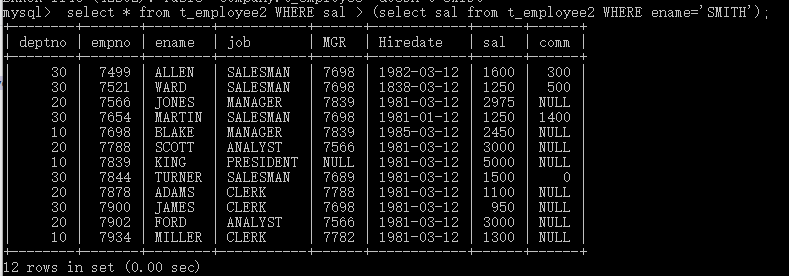 mysql>  select * from t_employee2 WHERE sal > (select sal from t_employee2 WHERE ename='SMITH');
+--------+-------+--------+-----------+------+------------+------+------+
| deptno | empno | ename  | job       | MGR  | Hiredate   | sal  | comm |
+--------+-------+--------+-----------+------+------------+------+------+
|     30 |  7499 | ALLEN  | SALESMAN  | 7698 | 1982-03-12 | 1600 |  300 |
|     30 |  7521 | WARD   | SALESMAN  | 7698 | 1838-03-12 | 1250 |  500 |
|     20 |  7566 | JONES  | MANAGER   | 7839 | 1981-03-12 | 2975 | NULL |
|     30 |  7654 | MARTIN | SALESMAN  | 7698 | 1981-01-12 | 1250 | 1400 |
|     10 |  7698 | BLAKE  | MANAGER   | 7839 | 1985-03-12 | 2450 | NULL |
|     20 |  7788 | SCOTT  | ANALYST   | 7566 | 1981-03-12 | 3000 | NULL |
|     10 |  7839 | KING   | PRESIDENT | NULL | 1981-03-12 | 5000 | NULL |
|     30 |  7844 | TURNER | SALESMAN  | 7689 | 1981-03-12 | 1500 |    0 |
|     20 |  7878 | ADAMS  | CLERK     | 7788 | 1981-03-12 | 1100 | NULL |
|     30 |  7900 | JAMES  | CLERK     | 7698 | 1981-03-12 |  950 | NULL |
|     20 |  7902 | FORD   | ANALYST   | 7566 | 1981-03-12 | 3000 | NULL |
|     10 |  7934 | MILLER | CLERK     | 7782 | 1981-03-12 | 1300 | NULL |
+--------+-------+--------+-----------+------+------------+------+------+
12 rows in set (0.00 sec)